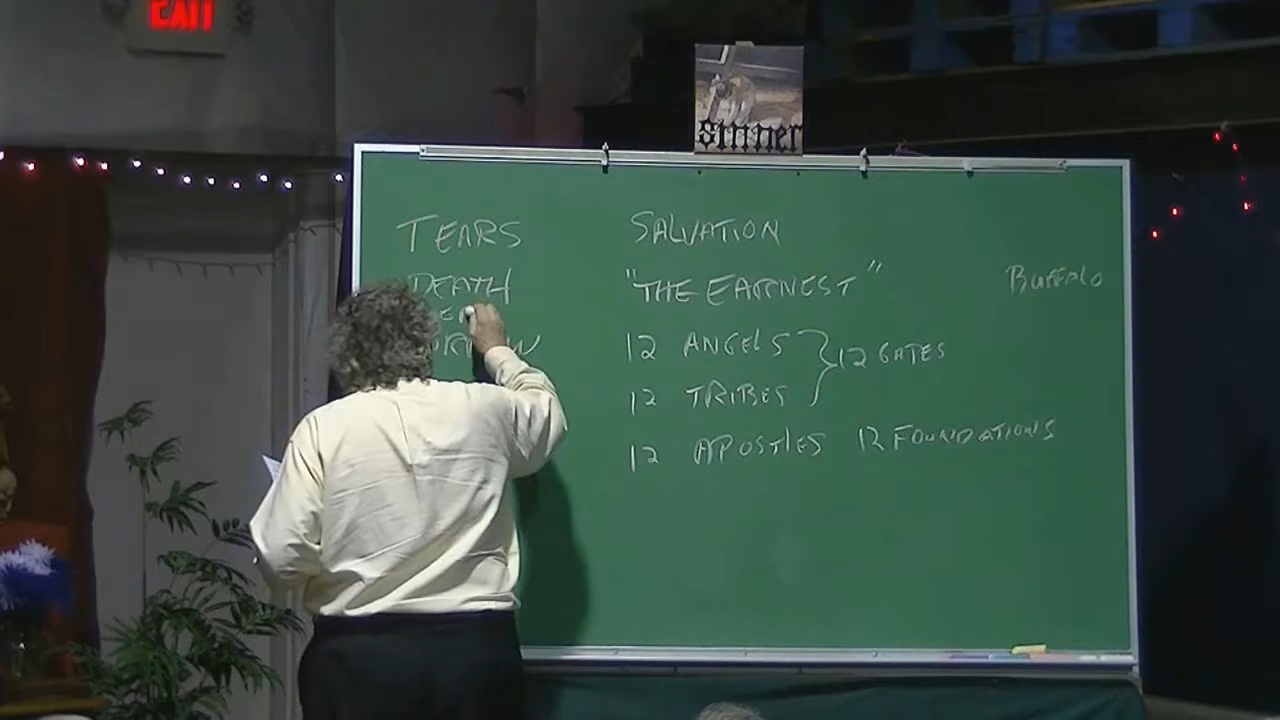 EXIT
sinner
TEARS
DEATH
SALVATION
"THE EARNEST"
12 ANGELS
12 TRIBES
12 GATES
12 APOSTLES 12 FOUNDATIONS
BUFFALO